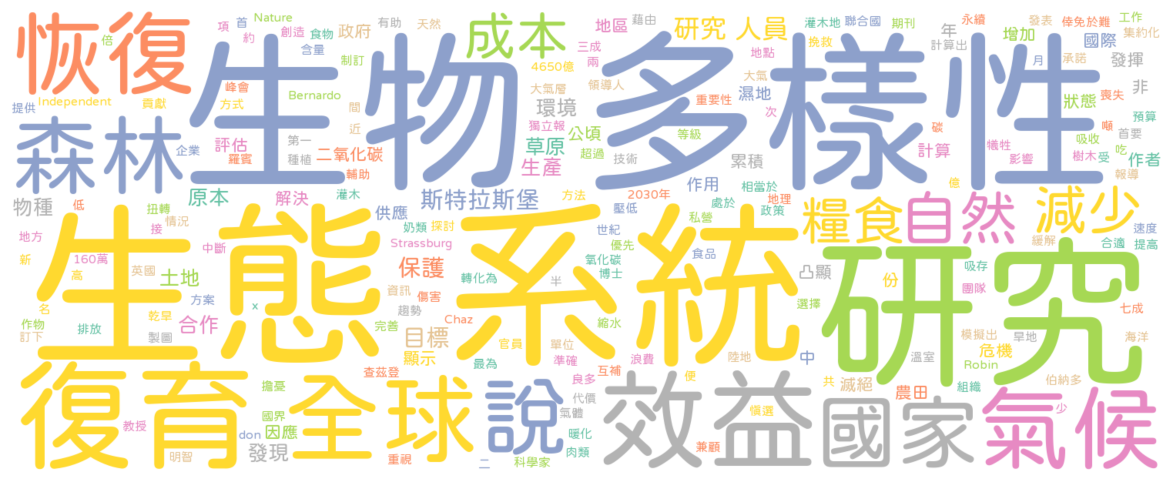 恢復
倍
項
首
Nature
約
創造
食物
含量
政府
有助
天然
制訂
成本
三成
兩
4650億
地區
藉由
研究
人員
地點
挽救
灌木地
聯合國
期刊
年
計算出
永續
增加
發表
承諾
月
倖免於難
工作
集約化
國際
發揮
提供
Independent
貢獻
方式
峰會
Bernardo
間
近
大氣層
環境
領導人
獨立報
公頃
超過
重要性
大氣
濕地
次
等級
技術
累積
碳
計算
非
狀態
喪失
噸
預算
首要
吸收
吃
犧牲
影響
樹木
受
作者
報導
生物多樣性
森林
企業
評估
羅賓
第一
種植
二氧化碳
輔助
草原
生產
物種
低
扭轉
情況
接
原本
解決
灌木
供應
斯特拉斯堡
作用
處於
相當於
政策
地理
億
2030年
方法
壓低
私營
世紀
優先
糧食
自然
減少
速度
提高
合適
緩解
地方
新
160萬
高
中斷
英國
土地
方案
x
名
乾旱
作物
訂下
排放
製圖
合作
奶類
探討
Strassburg
保護
轉化為
資訊
傷害
趨勢
半
氧化碳
博士
食品
凸顯
選擇
份
吸存
團隊
七成
生態系統
研究
完善
目標
顯示
Chaz
官員
單位
最為
準確
縮水
浪費
互補
陸地
中
模擬出
旱地
溫室
危機
Robin
海洋
伯納多
組織
復育
全球
說
效益
國家
氣候
擔憂
國界
don
因應
發現
教授
明智
查茲登
重視
二
良多
代價
氣體
暖化
肉類
科學家
便
慎選
兼顧
共
滅絕
農田
少